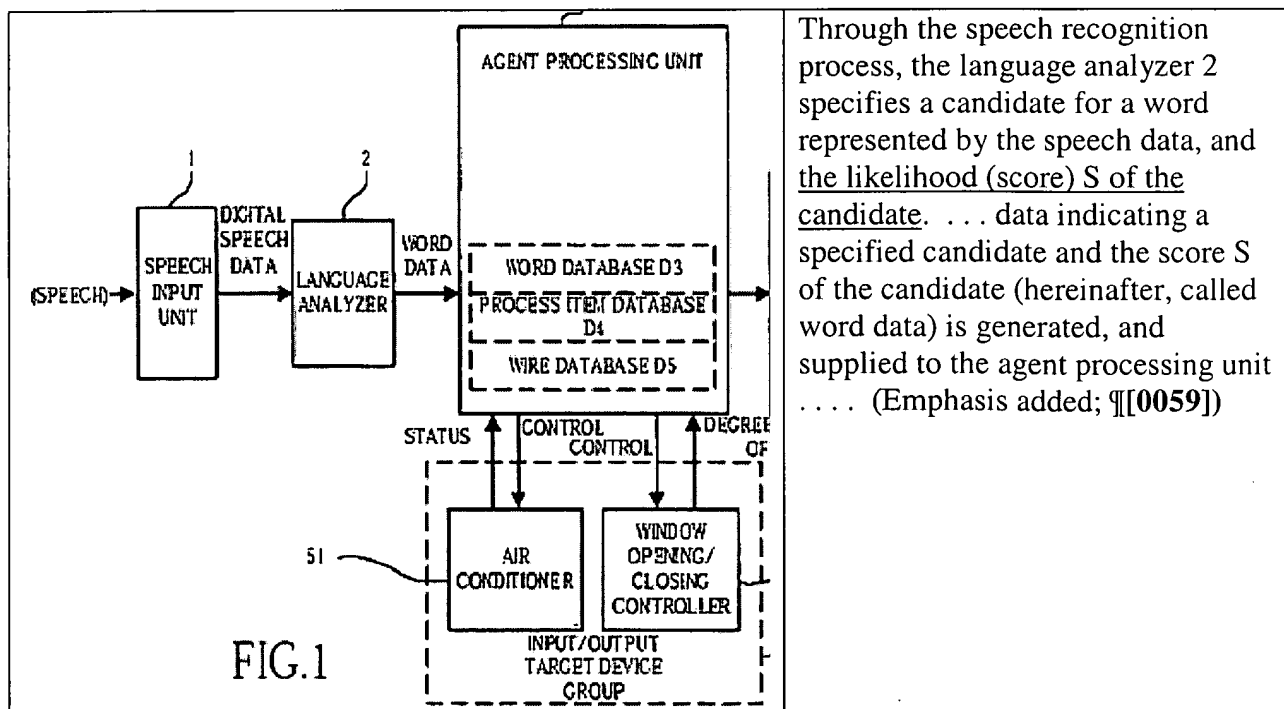 AGENT PROCESSING UNIT
1
2
DIGITAL
SPEECH
DATA
WORD
DATA
(SPEECH)
SPEECH
INPUT
UNIT
LANGUAGE
ANALYZER
WORD DATABASE D3
PROCESS ITEM DATABASE
D4
WIRE DATABASE D5
STATUS
CONTROL
CONTROL
DEGREE
OF
51
AIR
CONDITIONER
WINDOW
OPENING/
CLOSING
CONTROLLER
INPUT/OUTPUT
TARGET DEVICE
GROUP
FIG.1
Through the speech recognition
process, the language analyzer 2
specifies a candidate for a word
represented by the speech data, and
the likelihood (score) S of the
candidate. . . . data indicating a
specified candidate and the score S
of the candidate (hereinafter, called
word data) is generated, and
supplied to the agent processing unit
. . . . (Emphasis added; ¶[0059])